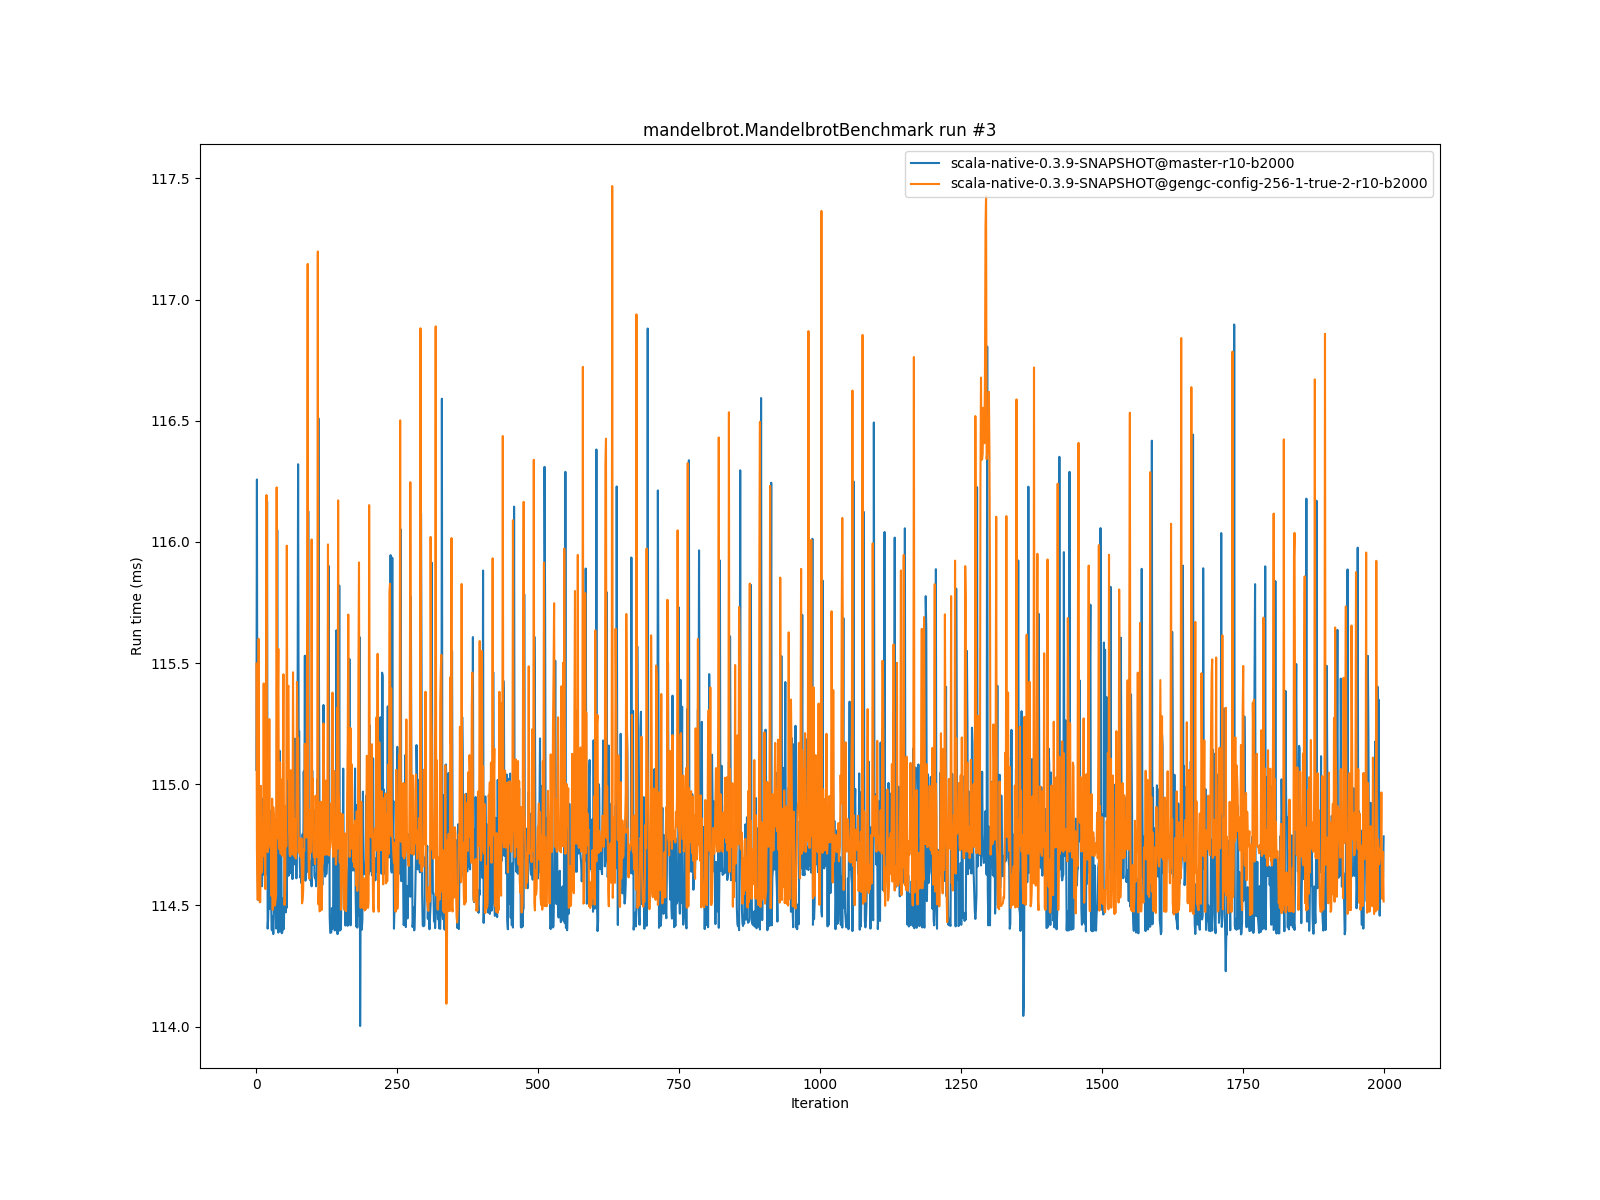 mandelbrot.MandelbrotBenchmark run #3
scala-native-0.3.9-SNAPSHOT@master-r10-b2000
scala-native-0.3.9-SNAPSHOT@gengc-config-256-1-true-2-r10-b2000
117.5
117.0
116.5
116.0
115.5
115.0
114.5
114.0
Run time (ms)
0 250 500 750 1000 1250 1500 1750 2000
Iteration